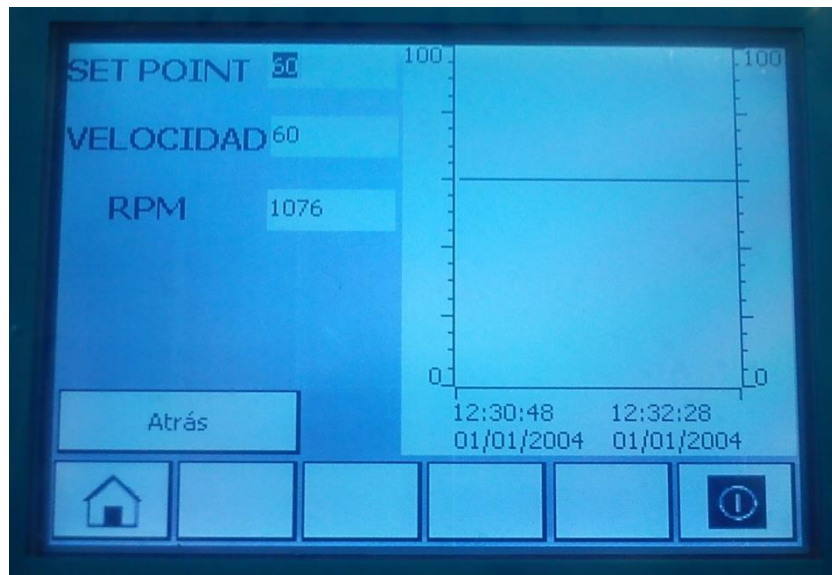 SET POINT 60
VELOCIDAD 60
RPM 1076
100 100
0 0
12:30:48 12:32:28
01/01/2004 01/01/2004
Atrás